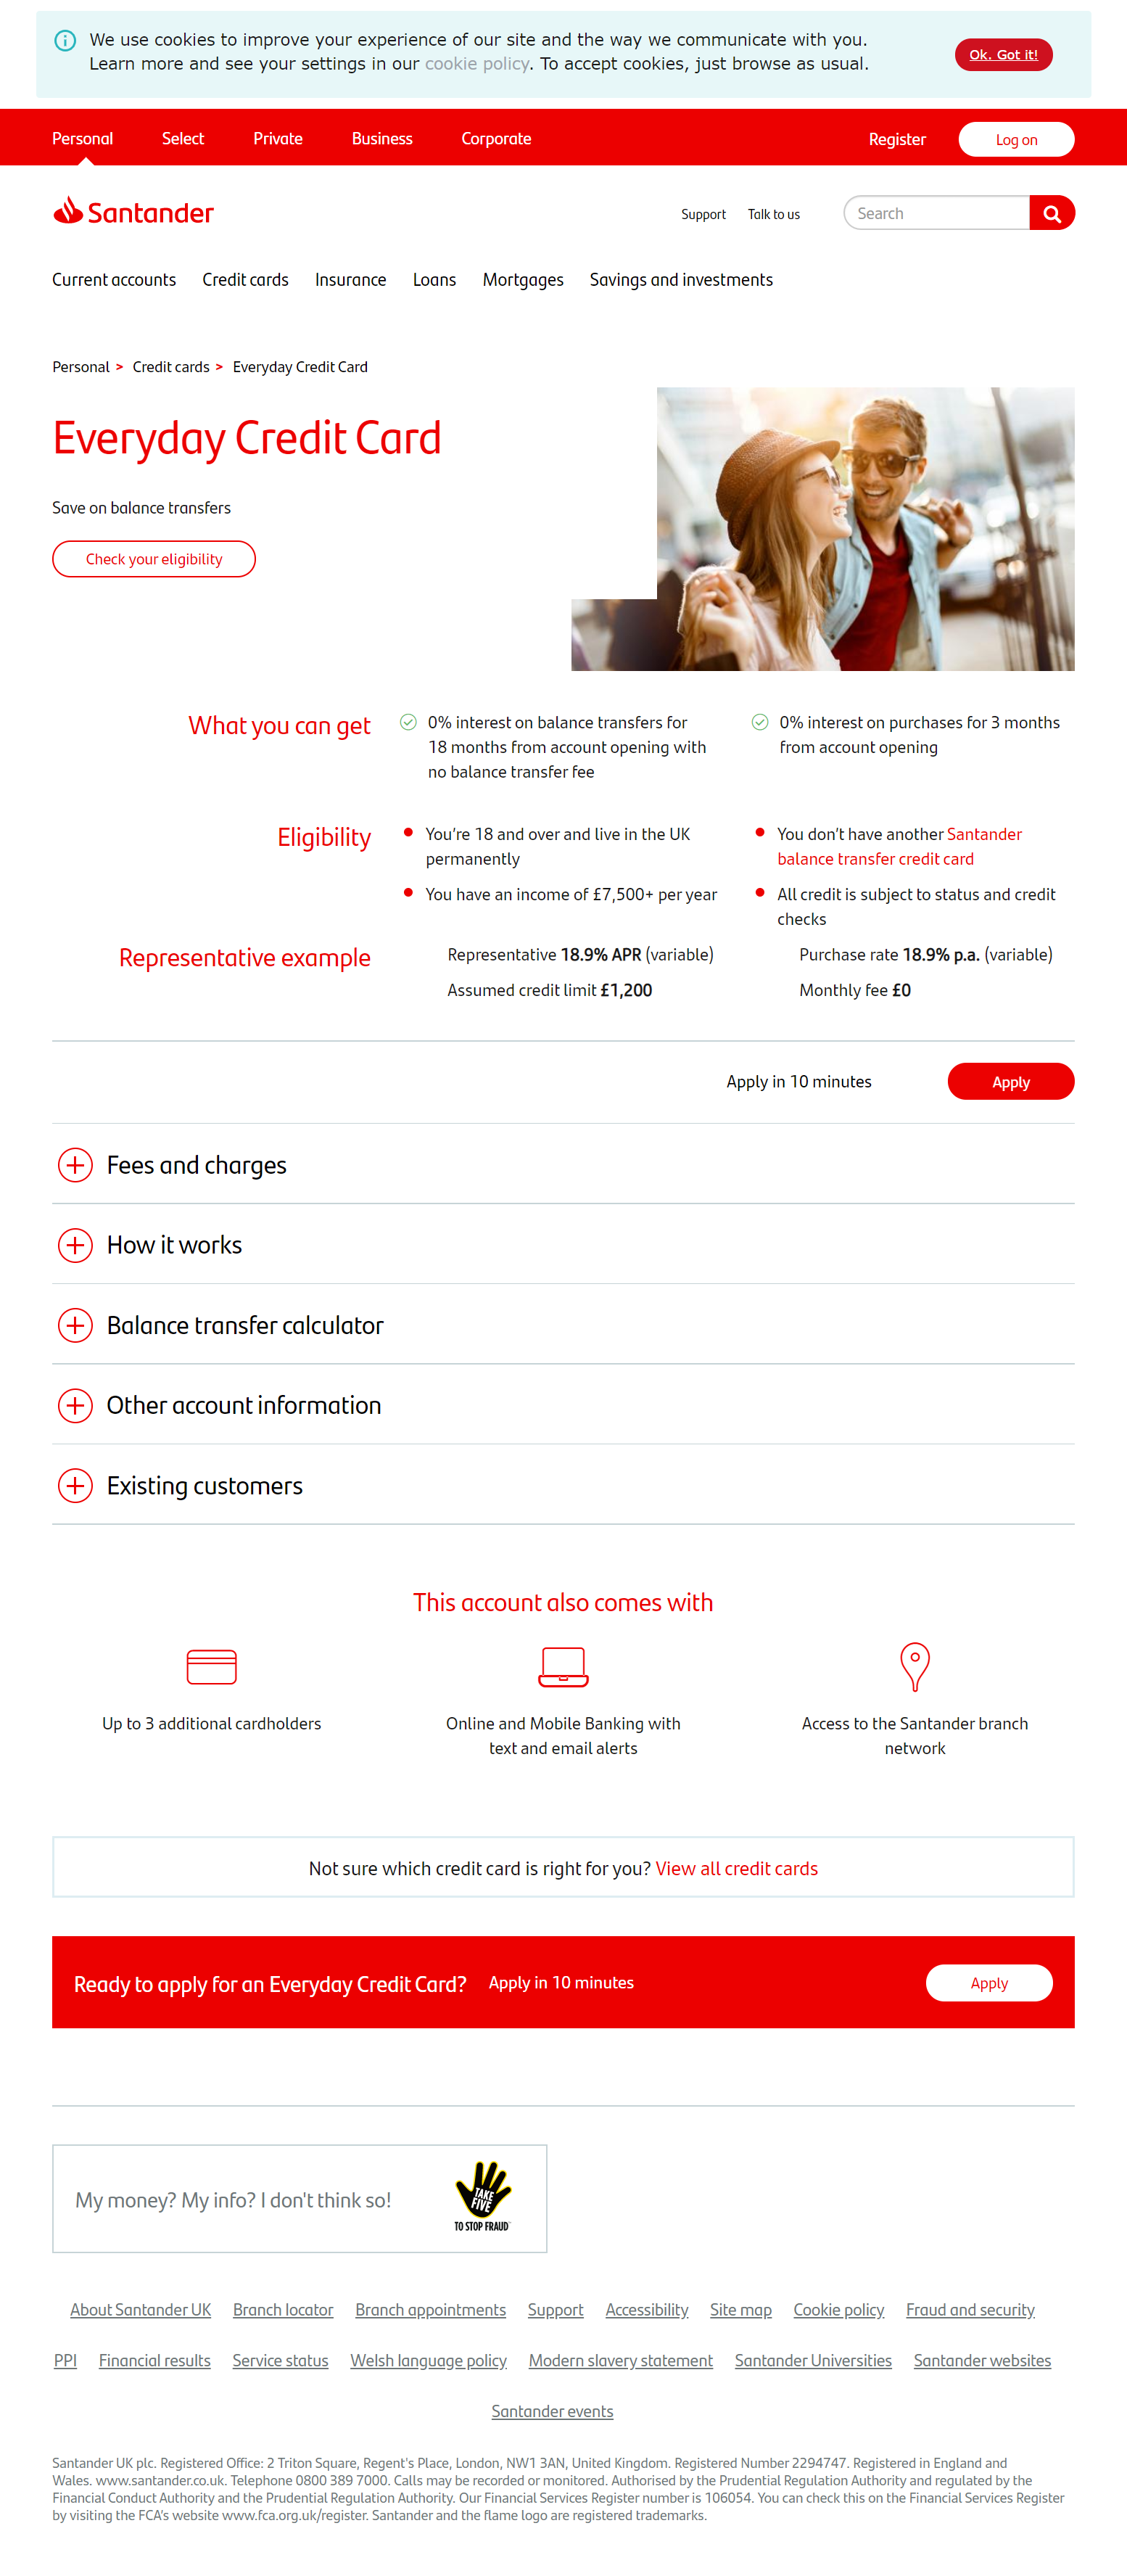 We use cookies to improve your experience of our site and the way we communicate with you.
Learn more and see your settings in our cookie policy. To accept cookies, just browse as usual.
Ok. Got it!
Personal
Select
Private
Business
Corporate
Register
Log on
Santander
Support
Talk to us
Search
Current accounts
Credit cards
Insurance
Loans
Mortgages
Savings and investments
Personal > Credit cards > Everyday Credit Card
Everyday Credit Card
Save on balance transfers
Check your eligibility
What you can get
0% interest on balance transfers for
18 months from account opening with
no balance transfer fee
0% interest on purchases for 3 months
from account opening
Eligibility
You're 18 and over and live in the UK
permanently
You have an income of £7,500+ per year
You don't have another Santander
balance transfer credit card
All credit is subject to status and credit
checks
Representative example
Representative 18.9% APR (variable)
Assumed credit limit £1,200
Purchase rate 18.9% p.a. (variable)
Monthly fee £0
Apply in 10 minutes
Apply
Fees and charges
How it works
Balance transfer calculator
Other account information
Existing customers
This account also comes with
Up to 3 additional cardholders
Online and Mobile Banking with
text and email alerts
Access to the Santander branch
network
Not sure which credit card is right for you? View all credit cards
Ready to apply for an Everyday Credit Card?
Apply in 10 minutes
Apply
My money? My info? I don't think so!
TAKE
FIVE
TO STOP FRAUD
About Santander UK
Branch locator
Branch appointments
Support
Accessibility
Site map
Cookie policy
Fraud and security
PPI
Financial results
Service status
Welsh language policy
Modern slavery statement
Santander Universities
Santander websites
Santander events
Santander UK plc. Registered Office: 2 Triton Square, Regent's Place, London, NW1 3AN, United Kingdom. Registered Number 2294747. Registered in England and
Wales. www.santander.co.uk. Telephone 0800 389 7000. Calls may be recorded or monitored. Authorised by the Prudential Regulation Authority and regulated by the
Financial Conduct Authority and the Prudential Regulation Authority. Our Financial Services Register number is 106054. You can check this on the Financial Services Register
by visiting the FCA's website www.fca.org.uk/register. Santander and the flame logo are registered trademarks.